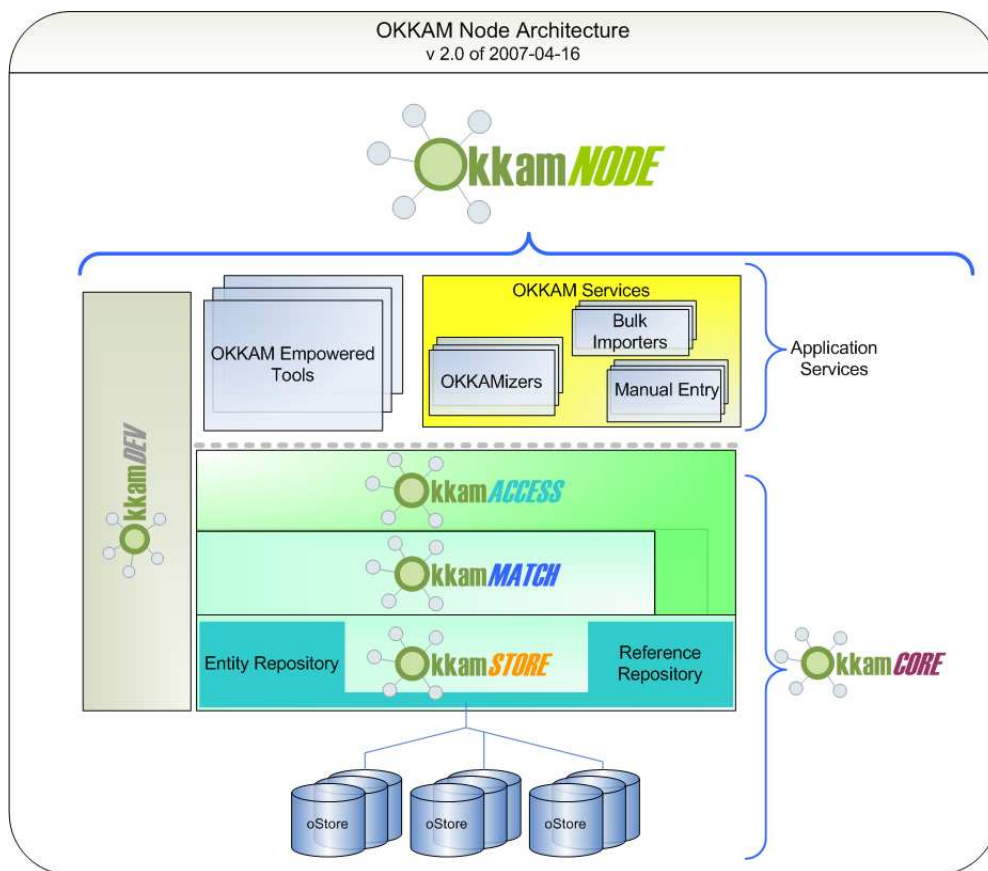 OKKAM Node Architecture
v 2.0 of 2007-04-16
OkkamNODE
OKKAM Empowered
Tools
OKKAM Services
Bulk
Importers
OKKAMizers
Manual Entry
Application
Services
OkkamDEV
OkkamACCESS
OkkamMATCH
Entity Repository
OkkamSTORE
Reference
Repository
OkkamCORE
oStore
oStore
oStore